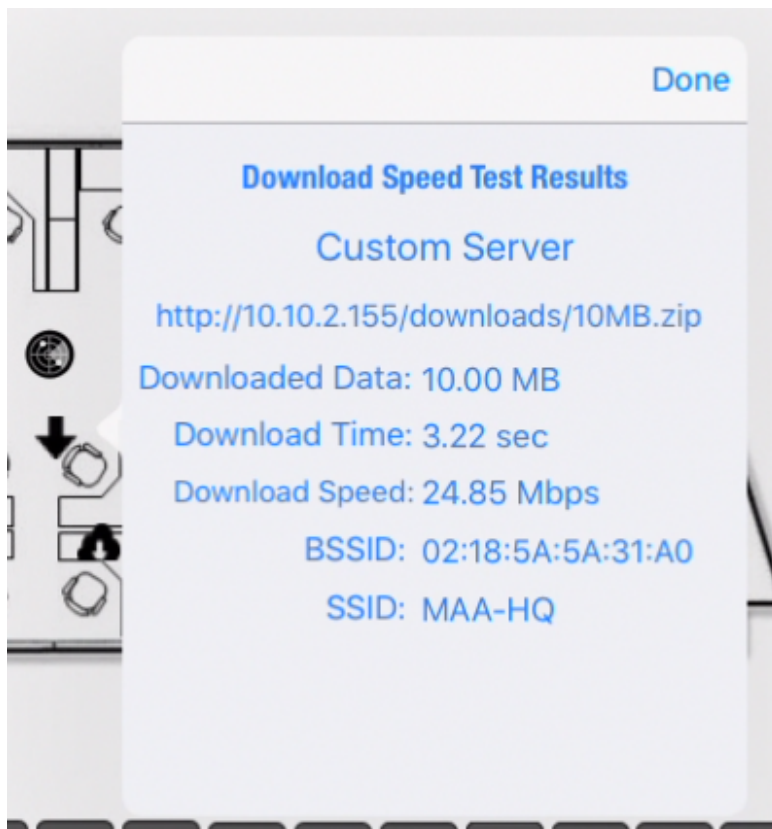 Done
Download Speed Test Results
Custom Server
http://10.10.2.155/downloads/10MB.zip
Downloaded Data: 10.00 MB
Download Time: 3.22 sec
Download Speed: 24.85 Mbps
BSSID: 02:18:5A:5A:31:A0
SSID: MAA-HQ